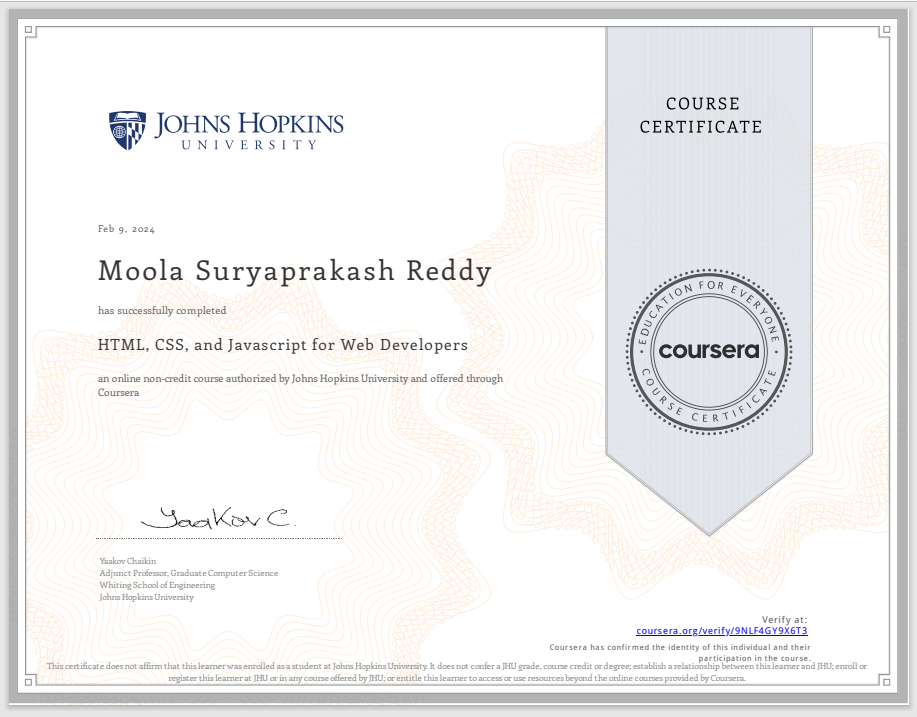 JOHNS HOPKINS
UNIVERSITY
COURSE
CERTIFICATE
Feb 9, 2024
Moola Suryaprakash Reddy
has successfully completed
HTML, CSS, and Javascript for Web Developers
an online non-credit course authorized by Johns Hopkins University and offered through
Coursera
EDUCATION FOR EVERYONE
coursera
COURSE CERTIFICATE
Yaakov C.
Yaakov Chaikin
Adjunct Professor, Graduate Computer Science
Whiting School of Engineering
Johns Hopkins University
Verify at:
coursera.org/verify/9NLF4GY9X6T3
Coursera has confirmed the identity of this individual and their
participation in the course.
This certificate does not affirm that this learner was enrolled as a student at Johns Hopkins University. It does not confer a JHU grade, course credit or degree; establish a relationship between this learner and JHU; enroll or
register this learner at JHU or in any course offered by JHU; or entitle this learner to access or use resources beyond the online courses provided by Coursera.